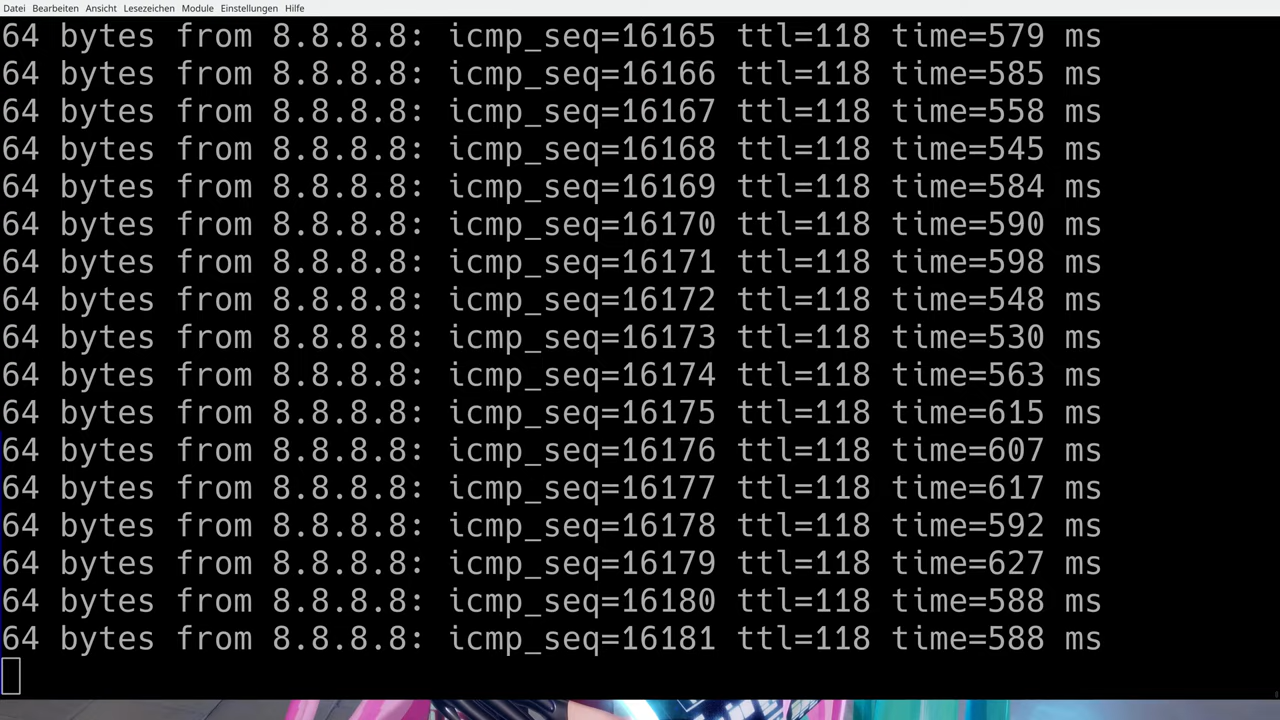 Datei Bearbeiten Ansicht Lesezeichen Module Einstellungen Hilfe
64 bytes from 8.8.8.8: icmp_seq=16165 ttl=118 time=579 ms
64 bytes from 8.8.8.8: icmp_seq=16166 ttl=118 time=585 ms
64 bytes from 8.8.8.8: icmp_seq=16167 ttl=118 time=558 ms
64 bytes from 8.8.8.8: icmp_seq=16168 ttl=118 time=545 ms
64 bytes from 8.8.8.8: icmp_seq=16169 ttl=118 time=584 ms
64 bytes from 8.8.8.8: icmp_seq=16170 ttl=118 time=590 ms
64 bytes from 8.8.8.8: icmp_seq=16171 ttl=118 time=598 ms
64 bytes from 8.8.8.8: icmp_seq=16172 ttl=118 time=548 ms
64 bytes from 8.8.8.8: icmp_seq=16173 ttl=118 time=530 ms
64 bytes from 8.8.8.8: icmp_seq=16174 ttl=118 time=563 ms
64 bytes from 8.8.8.8: icmp_seq=16175 ttl=118 time=615 ms
64 bytes from 8.8.8.8: icmp_seq=16176 ttl=118 time=607 ms
64 bytes from 8.8.8.8: icmp_seq=16177 ttl=118 time=617 ms
64 bytes from 8.8.8.8: icmp_seq=16178 ttl=118 time=592 ms
64 bytes from 8.8.8.8: icmp_seq=16179 ttl=118 time=627 ms
64 bytes from 8.8.8.8: icmp_seq=16180 ttl=118 time=588 ms
64 bytes from 8.8.8.8: icmp_seq=16181 ttl=118 time=588 ms